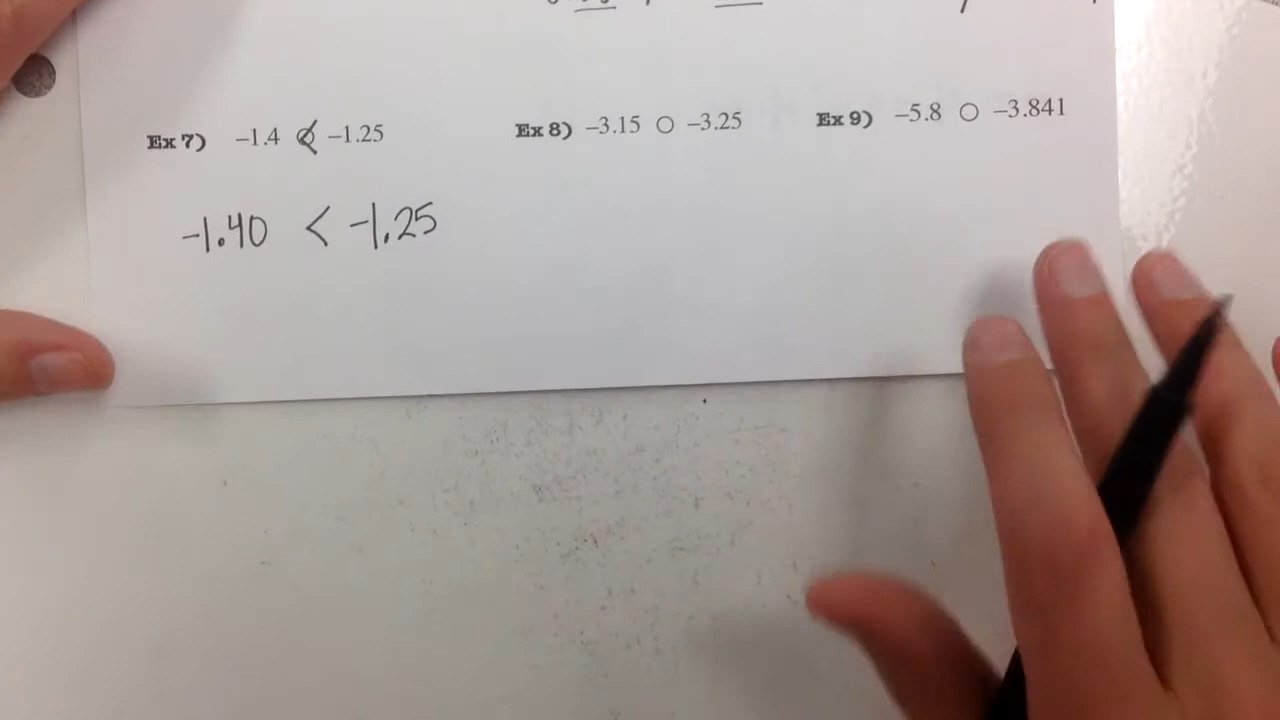 Ex 7) −1.4 < −1.25 Ex 8) −3.15 ○ −3.25 Ex 9) −5.8 ○ −3.841
-1.40 < -1.25